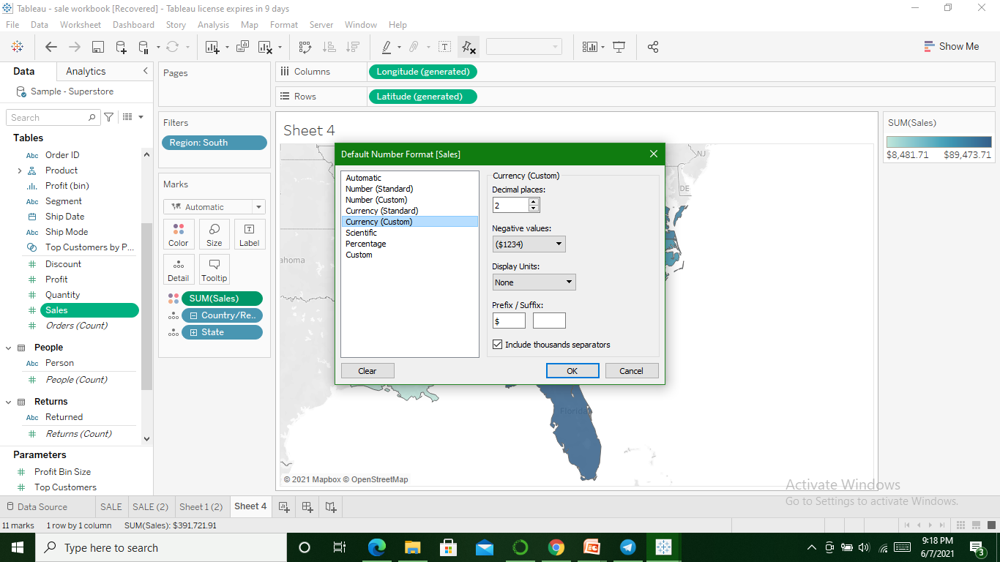 Tableau - sale workbook [Recovered] - Tableau license expires in 9 days
File Data Worksheet Dashboard Story Analysis Map Format Server Window Help
Show Me
Data Analytics
Sample - Superstore
Search
Tables
Abc Order ID
Product
Profit (bin)
Abc Segment
Ship Date
Abc Ship Mode
Top Customers by P...
Discount
Profit
Quantity
Sales
Orders (Count)
People
Abc Person
People (Count)
Returns
Abc Returned
Returns (Count)
Parameters
Profit Bin Size
Top Customers
Pages
Filters
Region: South
Marks
Automatic
Color Size Label
Detail Tooltip
SUM(Sales)
Country/Re..
State
Columns Longitude (generated)
Rows Latitude (generated)
Sheet 4
NJ
DE
ahoma
Florida
© 2021 Mapbox © OpenStreetMap
Default Number Format [Sales]
Automatic
Number (Standard)
Number (Custom)
Currency (Standard)
Currency (Custom)
Scientific
Percentage
Custom
Currency (Custom)
Decimal places:
2
Negative values:
($1234)
Display Units:
None
Prefix / Suffix:
$
Include thousands separators
Clear OK Cancel
SUM(Sales)
$8,481.71 $89,473.71
Activate Windows
Go to Settings to activate Windows.
Data Source SALE SALE (2) Sheet 1 (2) Sheet 4
11 marks 1 row by 1 column SUM(Sales): $391,721.91
Type here to search
9:18 PM
6/7/2021
3